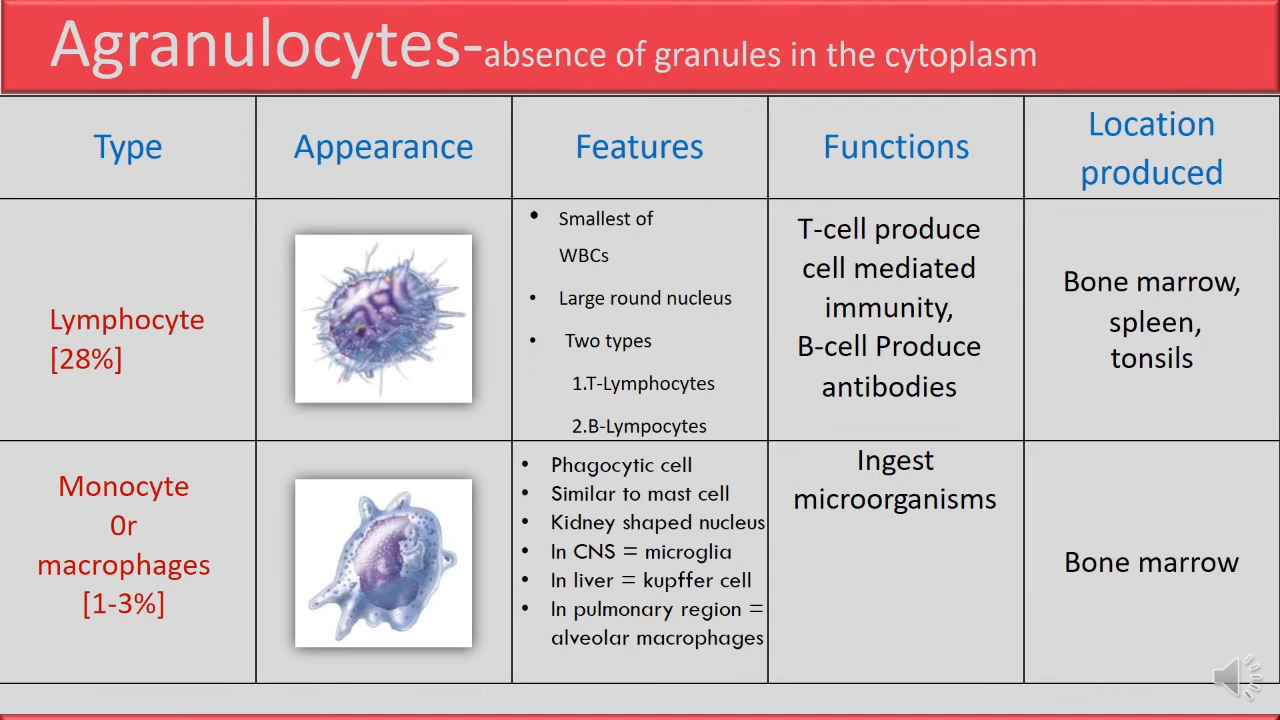 Agranulocytes-absence of granules in the cytoplasm
Type
Appearance
Features
Functions
Location
produced
Lymphocyte
[28%]
• Smallest of
WBCs
• Large round nucleus
• Two types
1.T-Lymphocytes
2.B-Lympocytes
T-cell produce
cell mediated
immunity,
B-cell Produce
antibodies
Bone marrow,
spleen,
tonsils
Monocyte
0r
macrophages
[1-3%]
• Phagocytic cell
• Similar to mast cell
• Kidney shaped nucleus
• In CNS = microglia
• In liver = kupffer cell
• In pulmonary region =
alveolar macrophages
Ingest
microorganisms
Bone marrow